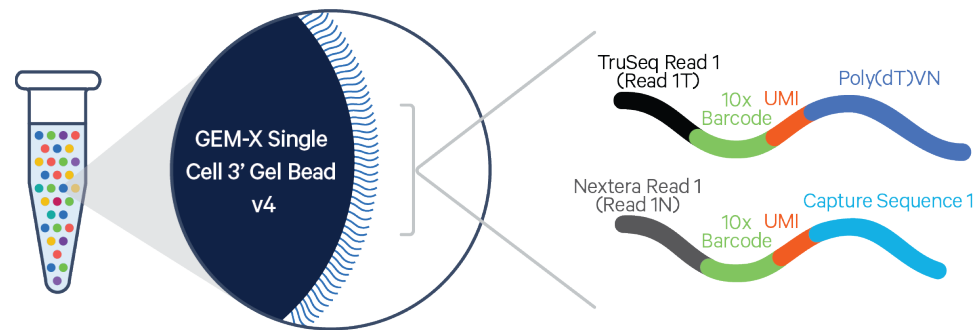 GEM-X Single
Cell 3’ Gel Bead
v4
TruSeq Read 1
(Read 1T)
10x
Barcode
UMI
Poly(dT)VN
Nextera Read 1
(Read 1N)
10x
Barcode
UMI
Capture Sequence 1